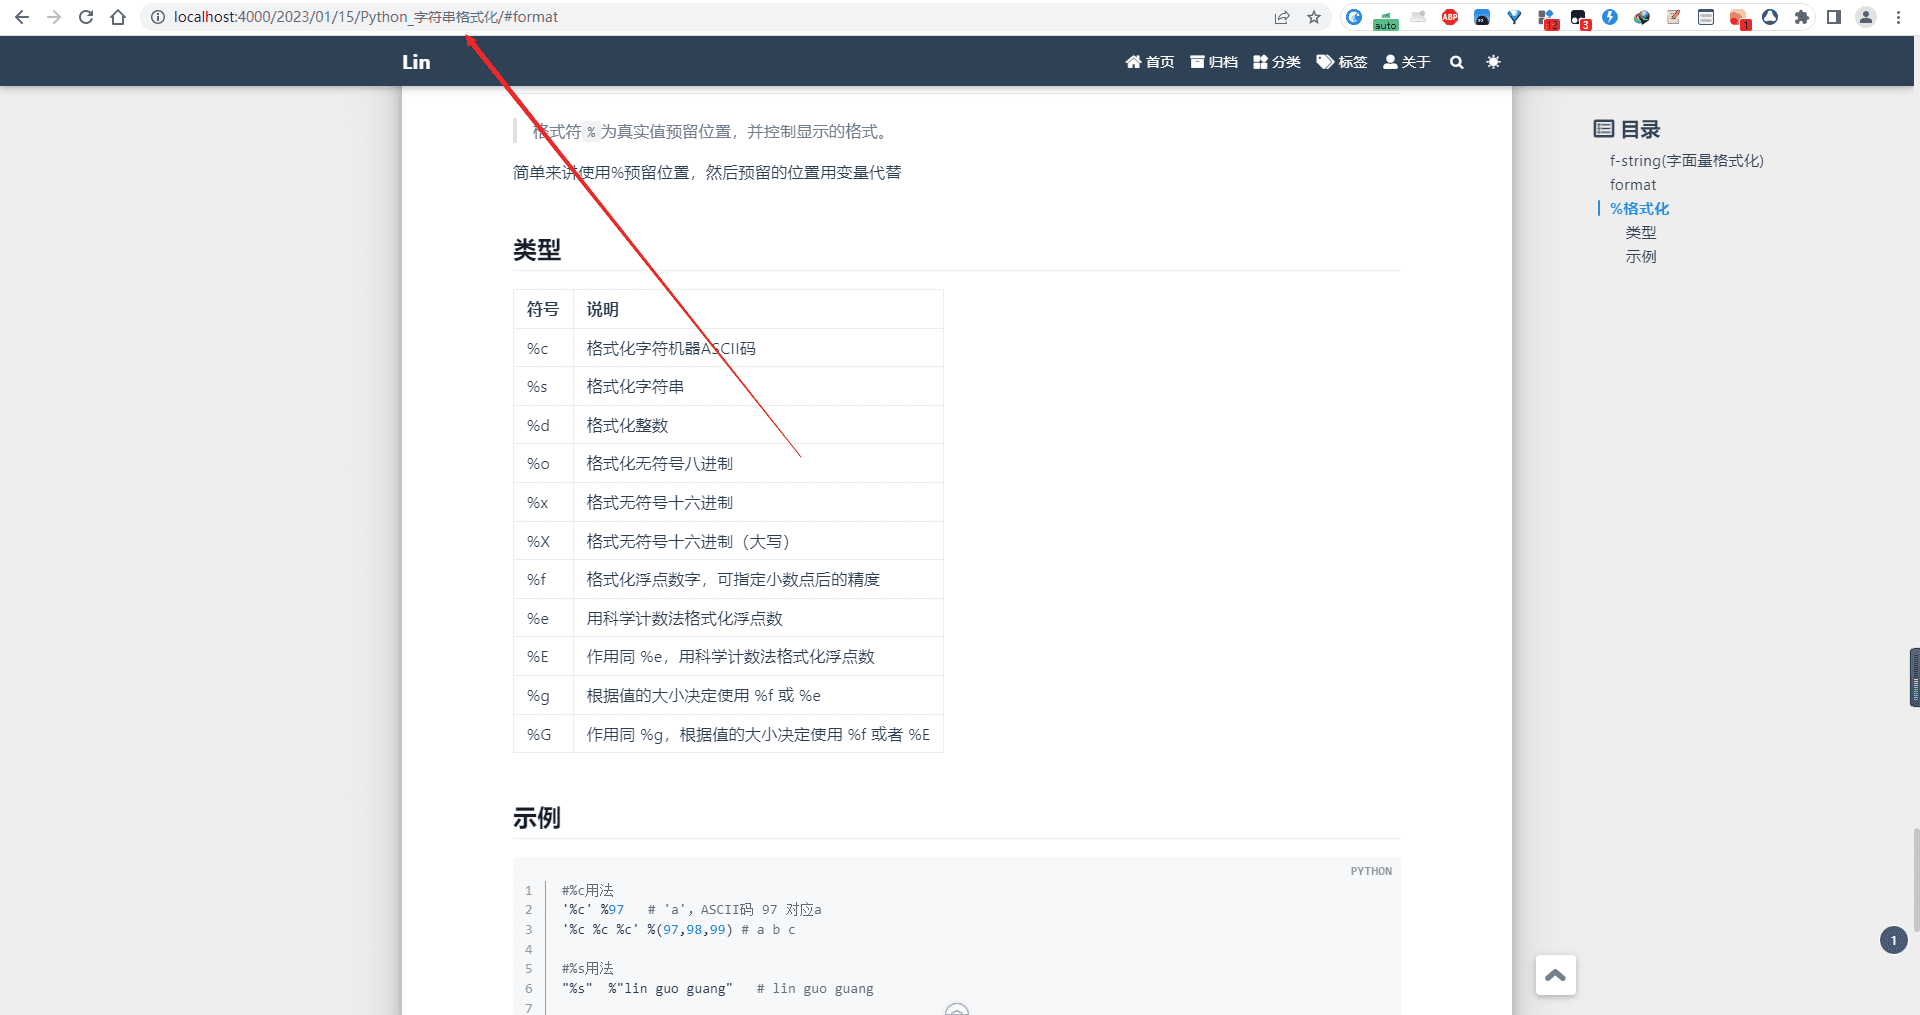 localhost:4000/2023/01/15/Python_字符串格式化/#format
auto
ABP
12
3
1
Lin
首页 归档 分类 标签 关于
格式符 % 为真实值预留位置，并控制显示的格式。
简单来讲使用%预留位置，然后预留的位置用变量代替
类型
符号 说明
%c 格式化字符机器ASCII码
%s 格式化字符串
%d 格式化整数
%o 格式化无符号八进制
%x 格式无符号十六进制
%X 格式无符号十六进制（大写）
%f 格式化浮点数字，可指定小数点后的精度
%e 用科学计数法格式化浮点数
%E 作用同 %e，用科学计数法格式化浮点数
%g 根据值的大小决定使用 %f 或 %e
%G 作用同 %g，根据值的大小决定使用 %f 或者 %E
示例
PYTHON
1 #%c用法
2 '%c' %97   # 'a'，ASCII码 97 对应a
3 '%c %c %c' %(97,98,99) # a b c
4
5 #%s用法
6 "%s"  %"lin guo guang"   # lin guo guang
7
目录
f-string(字面量格式化)
format
%格式化
类型
示例
1